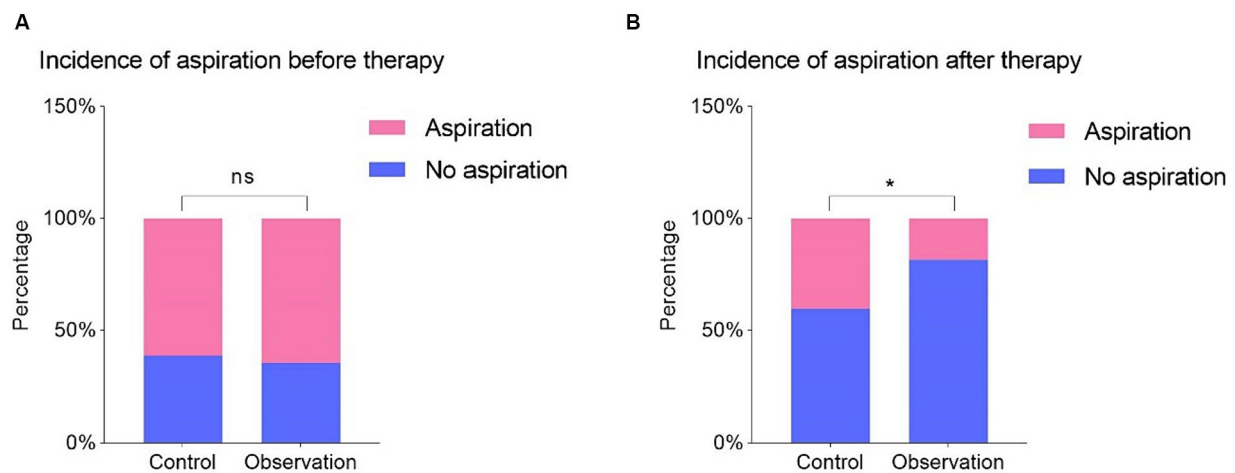 A
Incidence of aspiration before therapy
150%
100%
50%
0%
Percentage
ns
Aspiration
No aspiration
Control
Observation
B
Incidence of aspiration after therapy
150%
100%
50%
0%
Percentage
*
Aspiration
No aspiration
Control
Observation